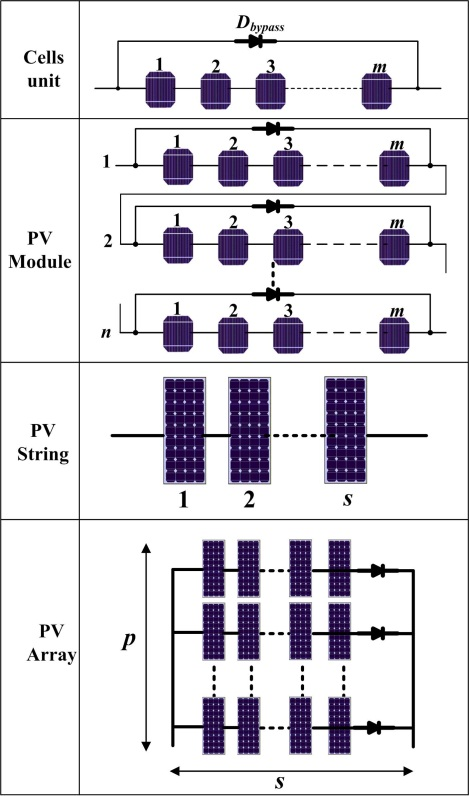 D_bypass
Cells
unit
1 2 3 m
PV
Module
1
1 2 3 m
2
1 2 3 m
n
1 2 3 m
PV
String
1 2 s
PV
Array
p
s